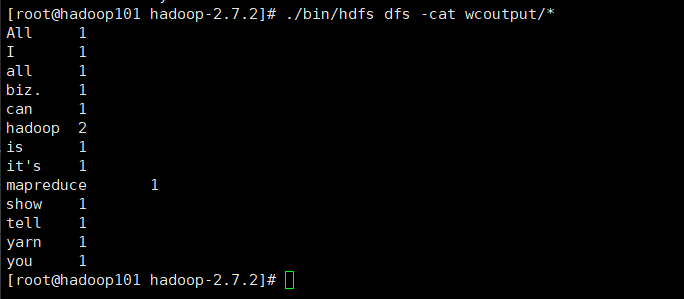 [root@hadoop101 hadoop-2.7.2]# ./bin/hdfs dfs -cat wcoutput/*
All	1
I	1
all	1
biz.	1
can	1
hadoop	2
is	1
it's	1
mapreduce	1
show	1
tell	1
yarn	1
you	1
[root@hadoop101 hadoop-2.7.2]#